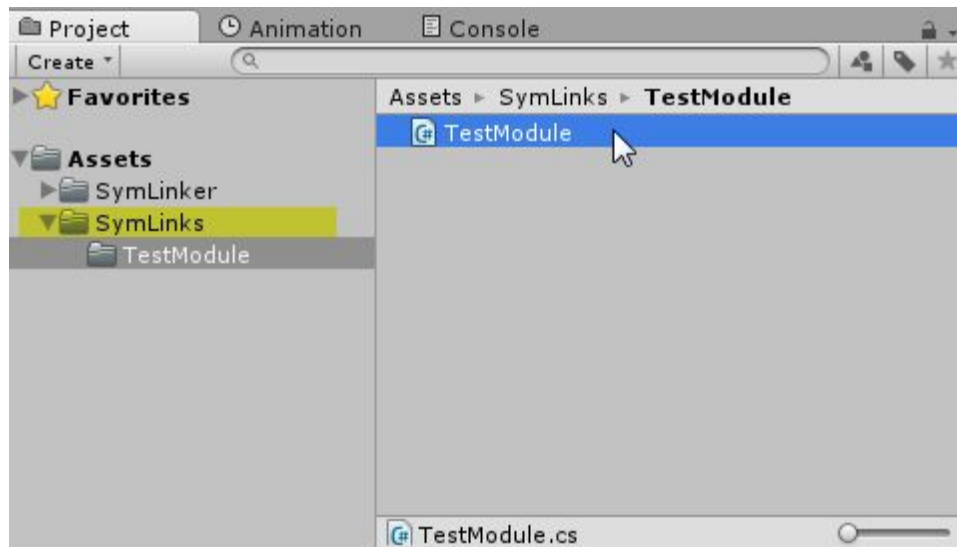 Project Animation Console
Create
Favorites
Assets
SymLinker
SymLinks
TestModule
Assets SymLinks TestModule
TestModule
TestModule.cs